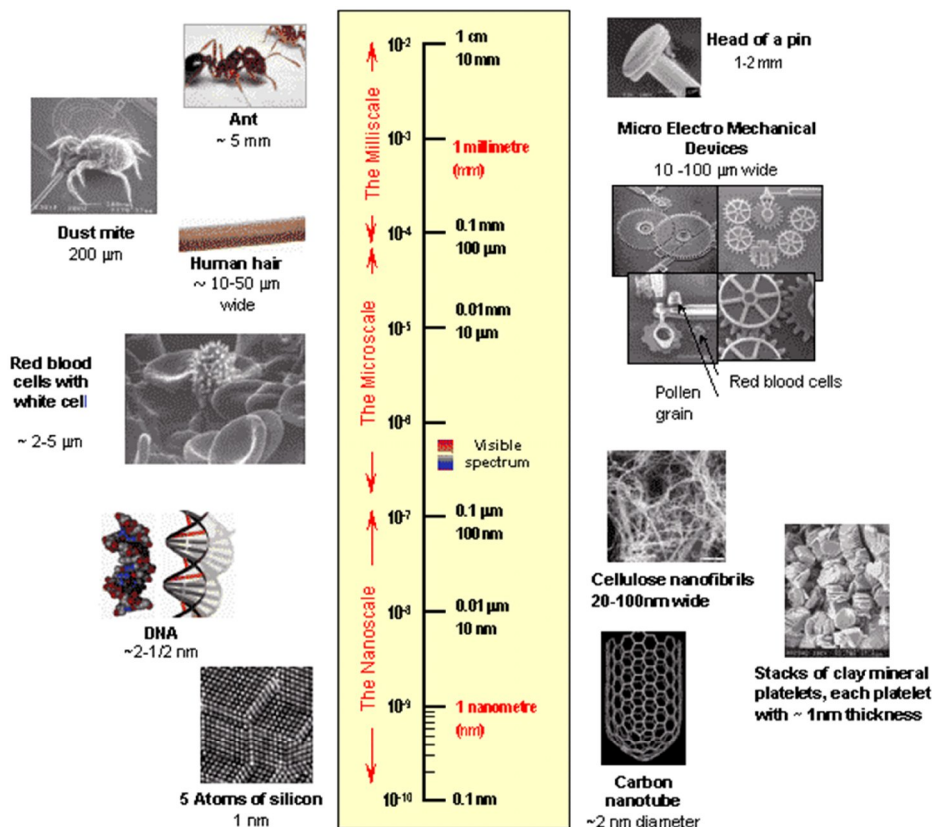 Ant
~ 5 mm
Dust mite
200 µm
Human hair
~ 10-50 µm
wide
Red blood
cells with
white cell
~ 2-5 µm
DNA
~2-1/2 nm
5 Atoms of silicon
1 nm
The Milliscale
The Microscale
The Nanoscale
10-2
1 cm
10 mm
10-3
1 millimetre
(mm)
10-4
0.1 mm
100 µm
10-5
0.01 mm
10 µm
10-6
Visible
spectrum
10-7
0.1 µm
100 nm
10-8
0.01 µm
10 nm
10-9
1 nanometre
(nm)
10-10
0.1 nm
Head of a pin
1-2 mm
Micro Electro Mechanical
Devices
10 -100 µm wide
Pollen
grain
Red blood cells
Cellulose nanofibrils
20-100nm wide
Stacks of clay mineral
platelets, each platelet
with ~ 1nm thickness
Carbon
nanotube
~2 nm diameter